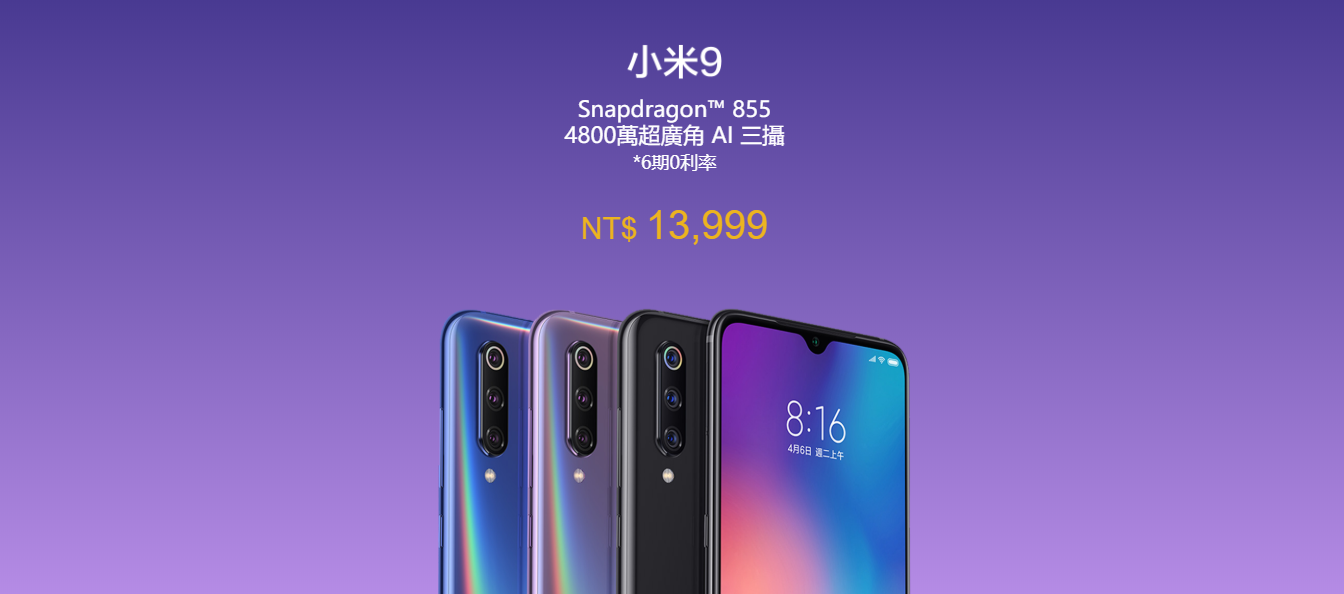 小米9
Snapdragon™ 855
4800萬超廣角 AI 三攝
*6期0利率
NT$ 13,999
8:16
4月6日 週二上午